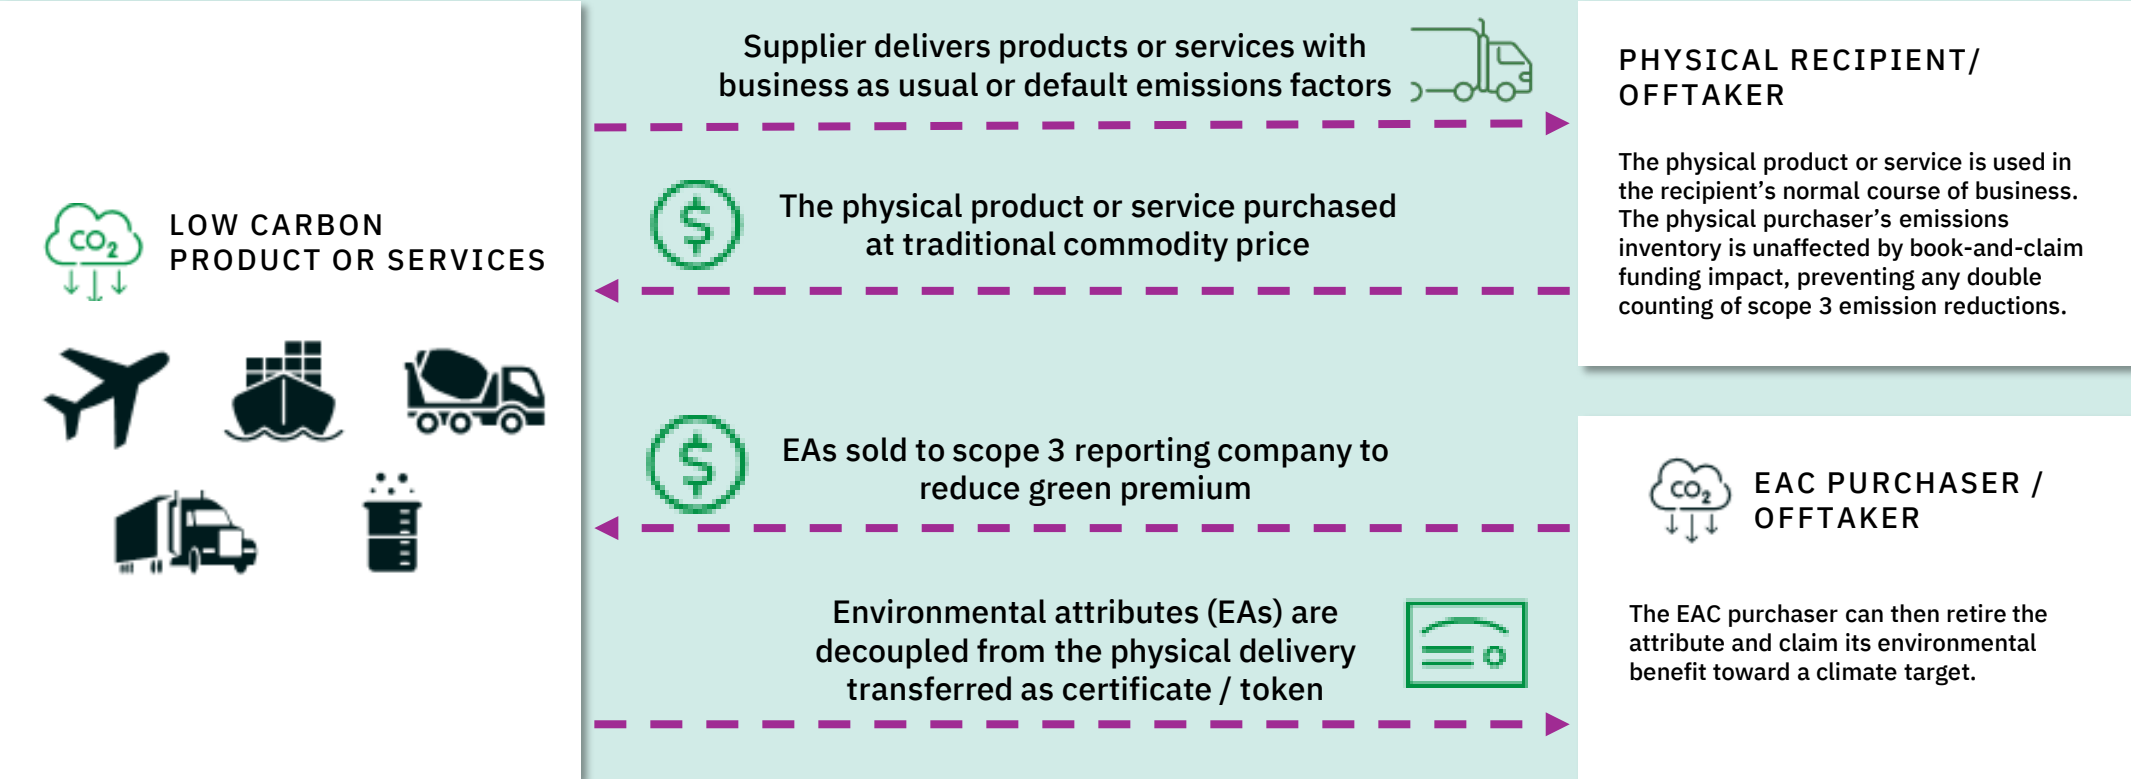 LOW CARBON
PRODUCT OR SERVICES
CO2
Supplier delivers products or services with
business as usual or default emissions factors
$
The physical product or service purchased
at traditional commodity price
$
EAs sold to scope 3 reporting company to
reduce green premium
Environmental attributes (EAs) are
decoupled from the physical delivery
transferred as certificate / token
PHYSICAL RECIPIENT/
OFFTAKER
The physical product or service is used in
the recipient's normal course of business.
The physical purchaser's emissions
inventory is unaffected by book-and-claim
funding impact, preventing any double
counting of scope 3 emission reductions.
CO2
EAC PURCHASER /
OFFTAKER
The EAC purchaser can then retire the
attribute and claim its environmental
benefit toward a climate target.